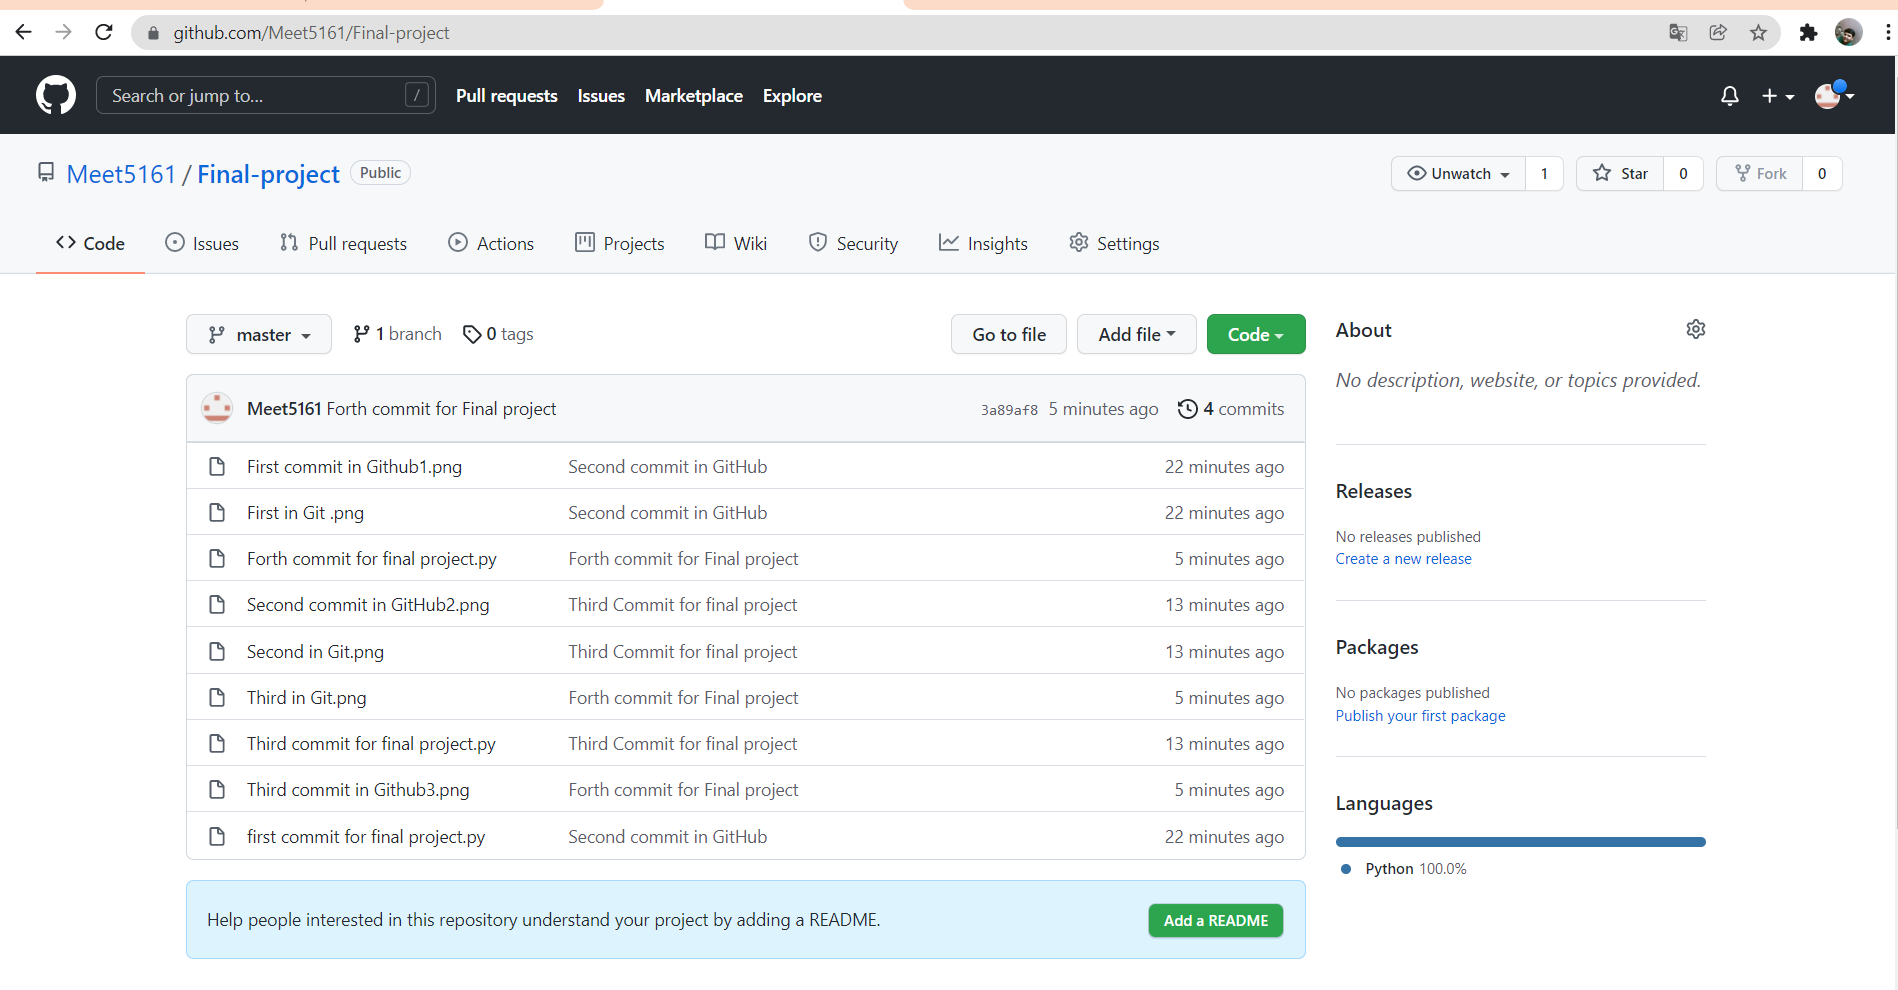 github.com/Meet5161/Final-project
Search or jump to... / Pull requests Issues Marketplace Explore
Meet5161 / Final-project Public Unwatch 1 Star 0 Fork 0
Code Issues Pull requests Actions Projects Wiki Security Insights Settings
master 1 branch 0 tags Go to file Add file Code
Meet5161 Forth commit for Final project 3a89af8 5 minutes ago 4 commits
First commit in Github1.png Second commit in GitHub 22 minutes ago
First in Git .png Second commit in GitHub 22 minutes ago
Forth commit for final project.py Forth commit for Final project 5 minutes ago
Second commit in GitHub2.png Third Commit for final project 13 minutes ago
Second in Git.png Third Commit for final project 13 minutes ago
Third in Git.png Forth commit for Final project 5 minutes ago
Third commit for final project.py Third Commit for final project 13 minutes ago
Third commit in Github3.png Forth commit for Final project 5 minutes ago
first commit for final project.py Second commit in GitHub 22 minutes ago
Help people interested in this repository understand your project by adding a README. Add a README
About
No description, website, or topics provided.
Releases
No releases published
Create a new release
Packages
No packages published
Publish your first package
Languages
Python 100.0%